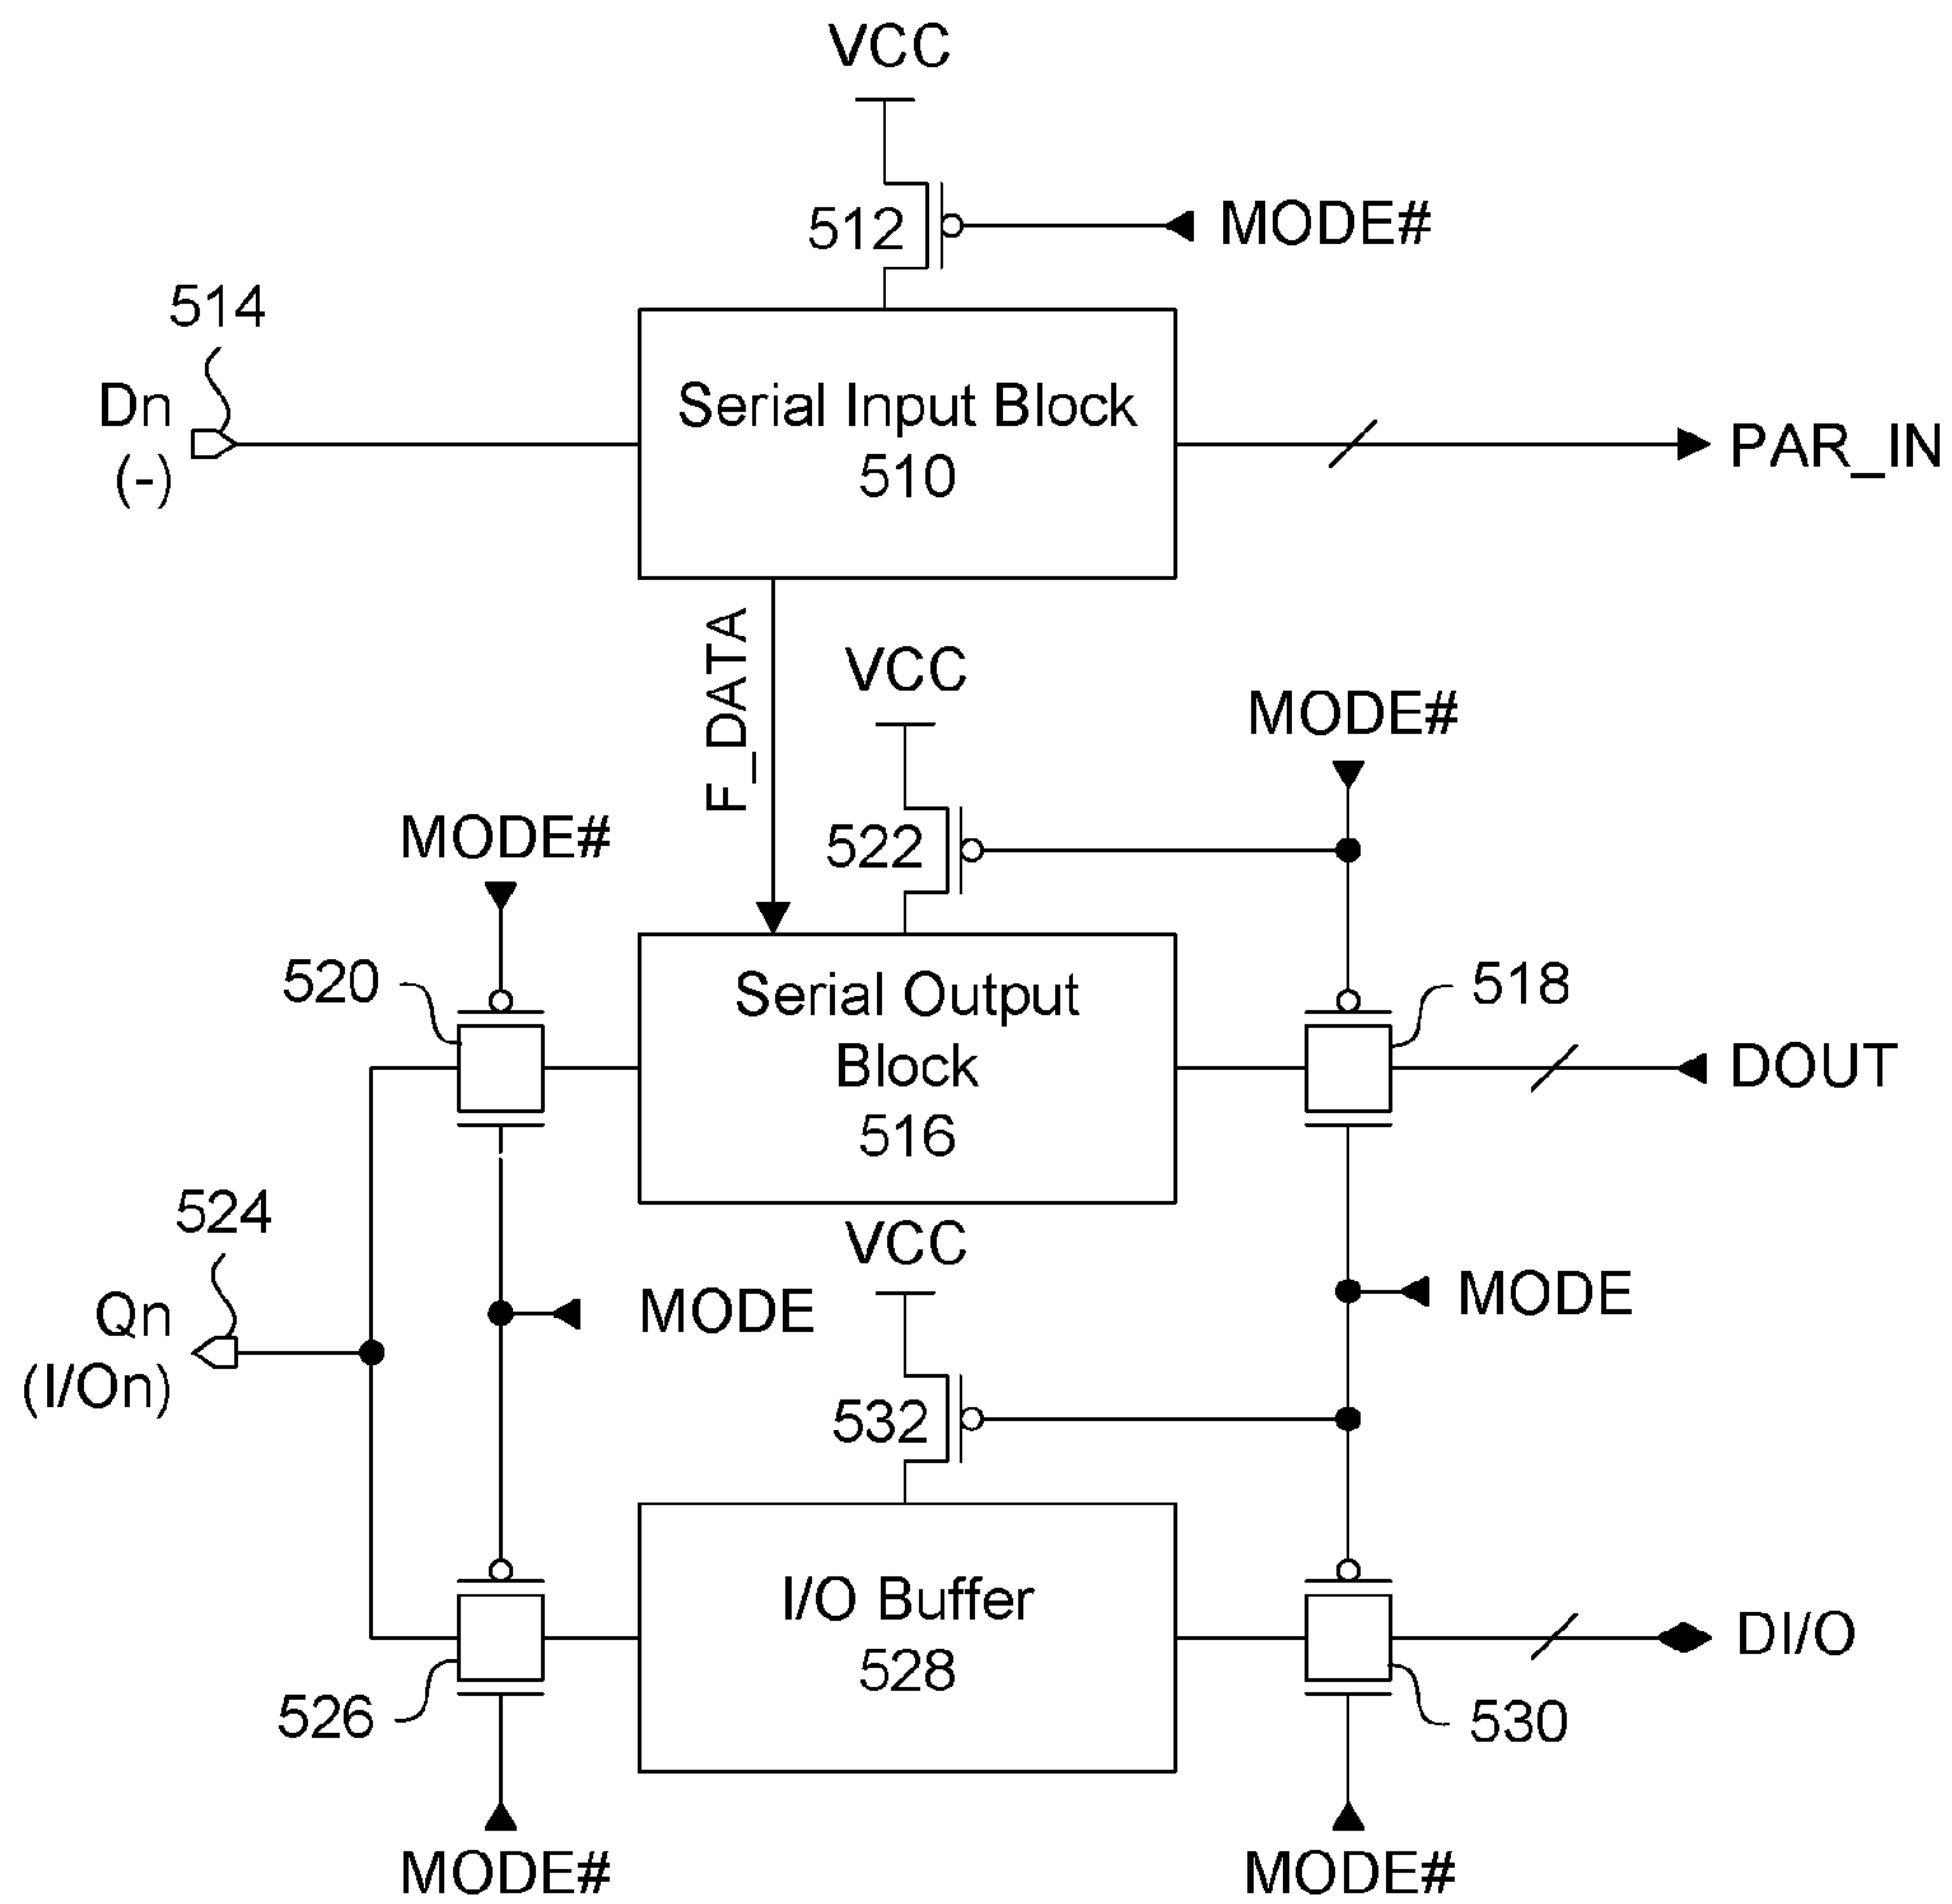 VCC
512
MODE#
514
Dn
(-)
Serial Input Block
510
PAR_IN
F_DATA
VCC
MODE#
522
MODE#
520
Serial Output
Block
516
518
DOUT
524
Qn
(I/On)
MODE
VCC
MODE
532
I/O Buffer
528
DI/O
526
530
MODE#
MODE#